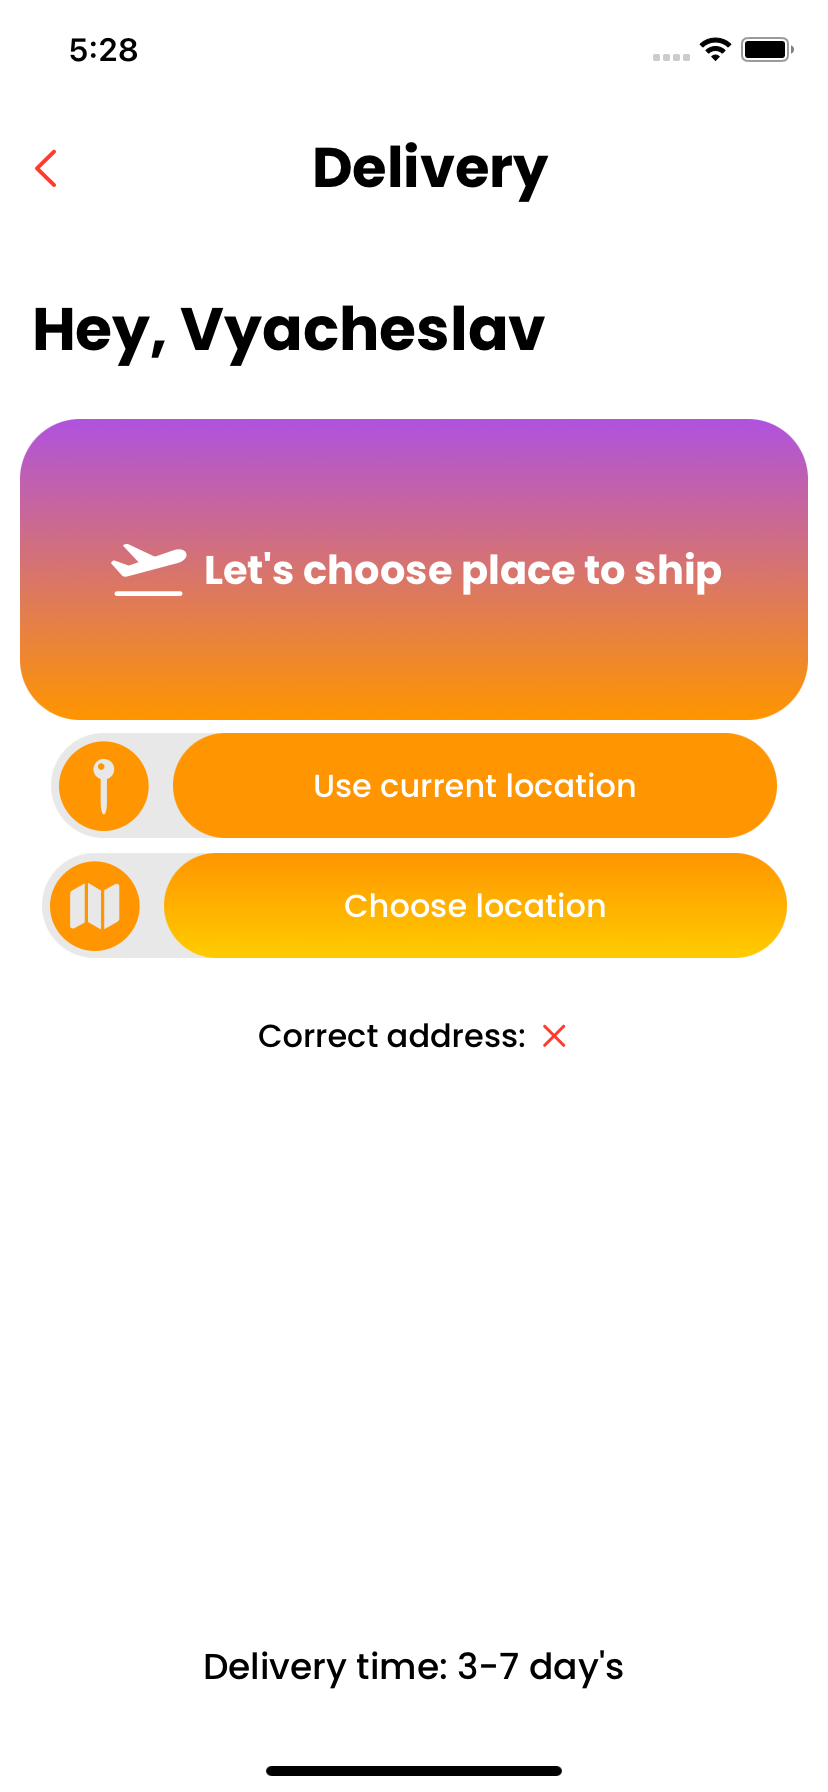 5:28
Delivery
Hey, Vyacheslav
Let's choose place to ship
Use current location
Choose location
Correct address:
Delivery time: 3-7 day's